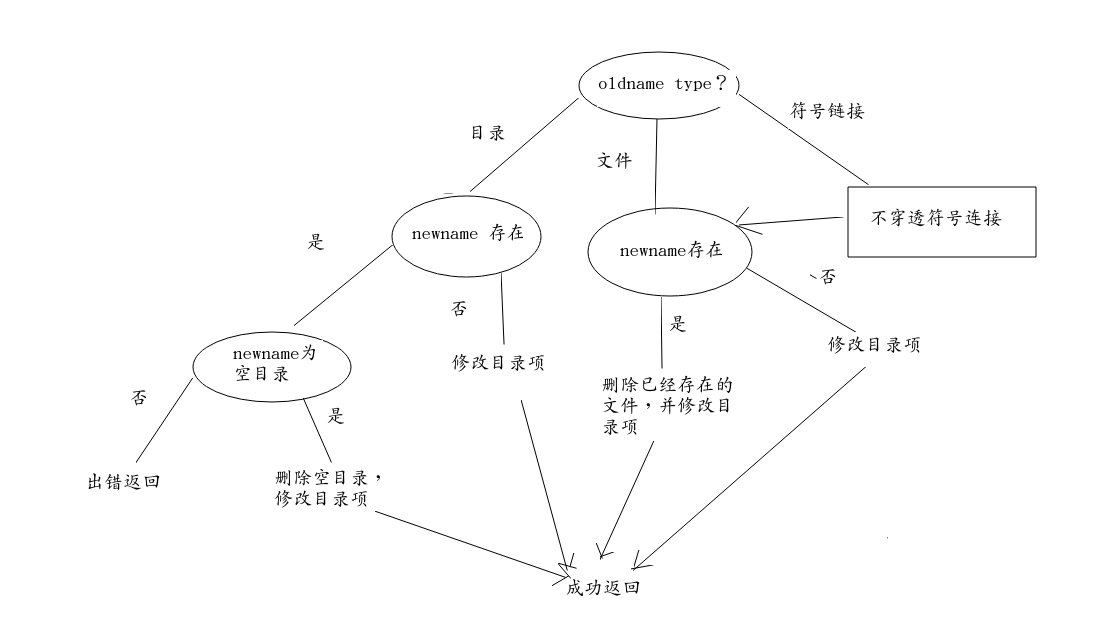 oldname type？
符号链接
目录
文件
不穿透符号连接
newname 存在
是
newname存在
否
否
是
newname为
空目录
修改目录项
修改目录项
删除已经存在的
文件，并修改目
录项
否
是
出错返回
删除空目录，
修改目录项
成功返回